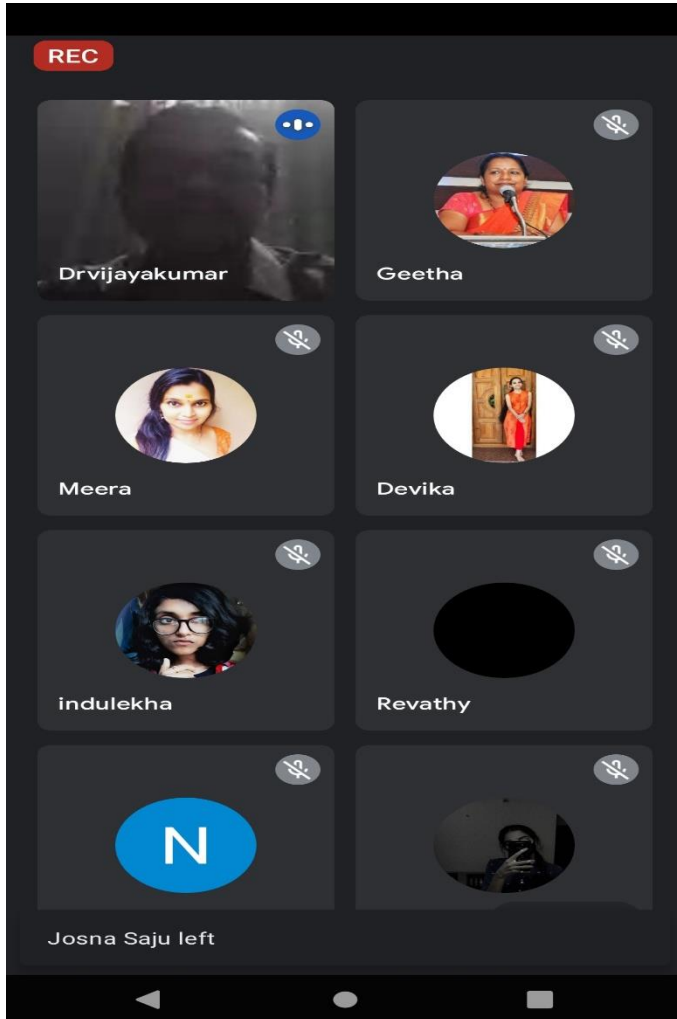 REC
Drvijayakumar
Geetha
Meera
Devika
indulekha
Revathy
N
Josna Saju left